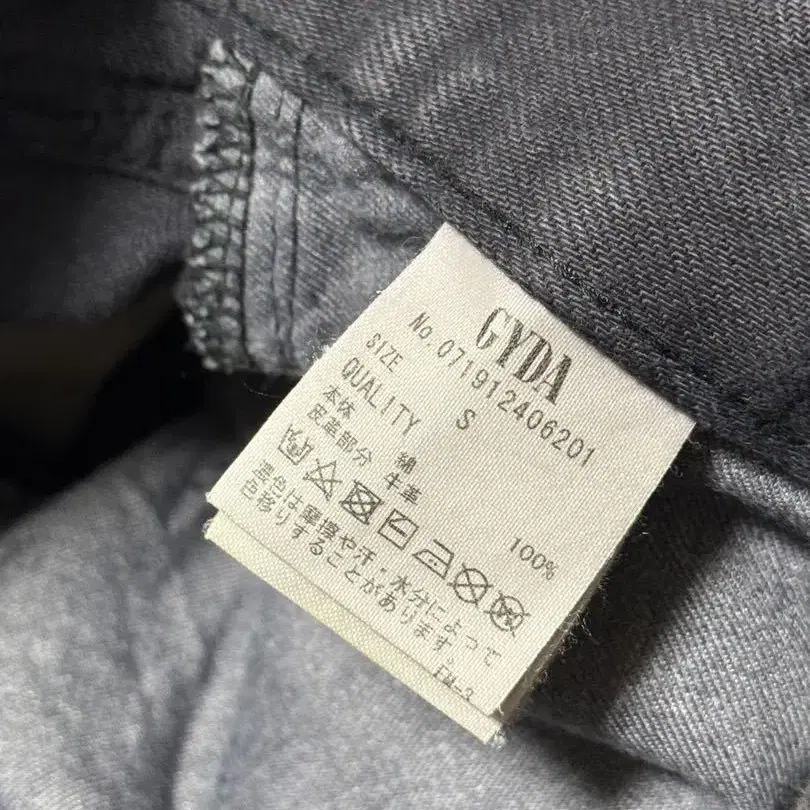 GYDA
No.071912406201
SIZE S
QUALITY
本体 綿 100%
皮革部分 牛革
濃色は摩擦や汗・水分によって
色移りすることがあります。